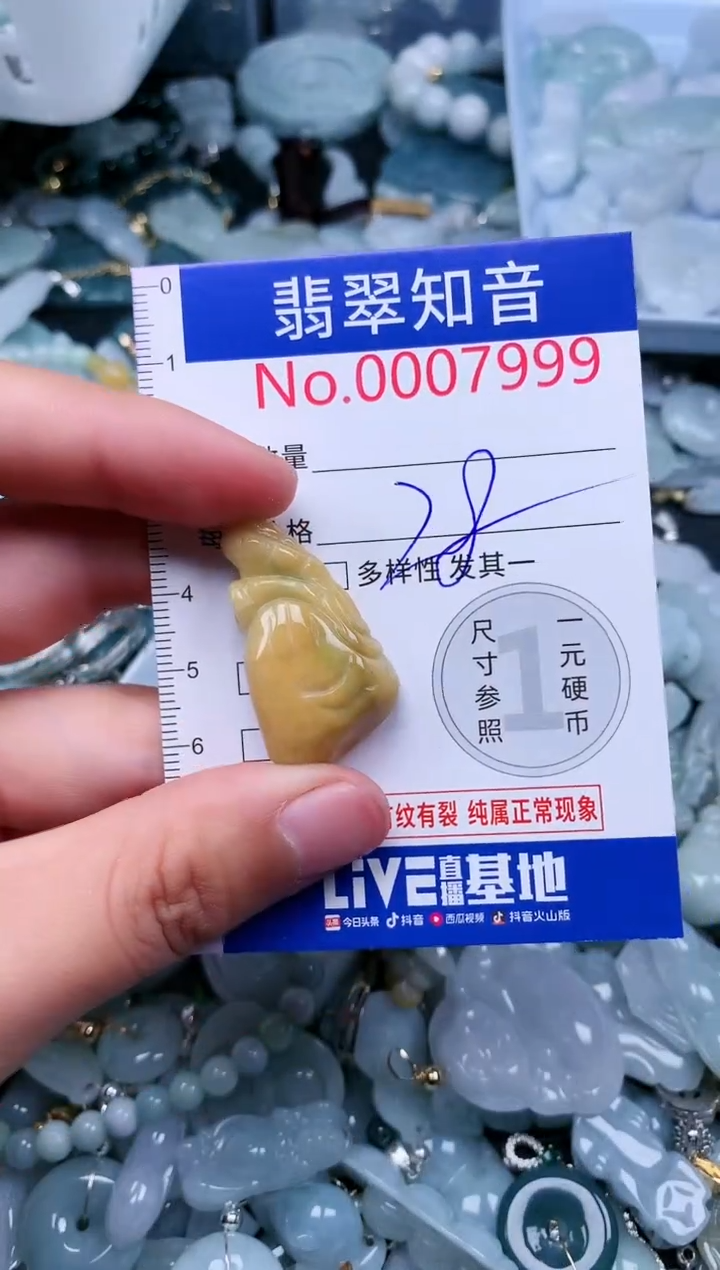 翡翠知音
No.0007999
0
1
量
格
28
多样性 发其一
4
5
6
尺寸参照
1
一元硬币
纹有裂 纯属正常现象
LiVE直播基地
头条 今日头条 抖音 西瓜视频 抖音火山版